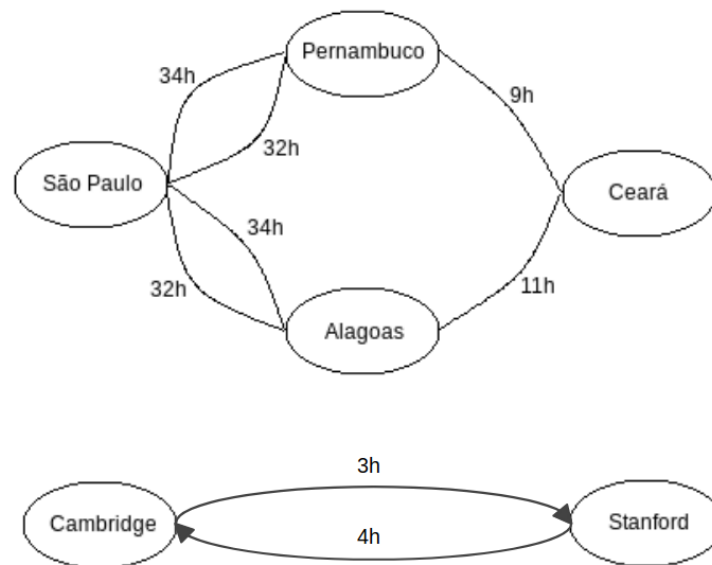 Pernambuco
34h
9h
32h
São Paulo
Ceará
34h
32h
11h
Alagoas
3h
Cambridge
Stanford
4h